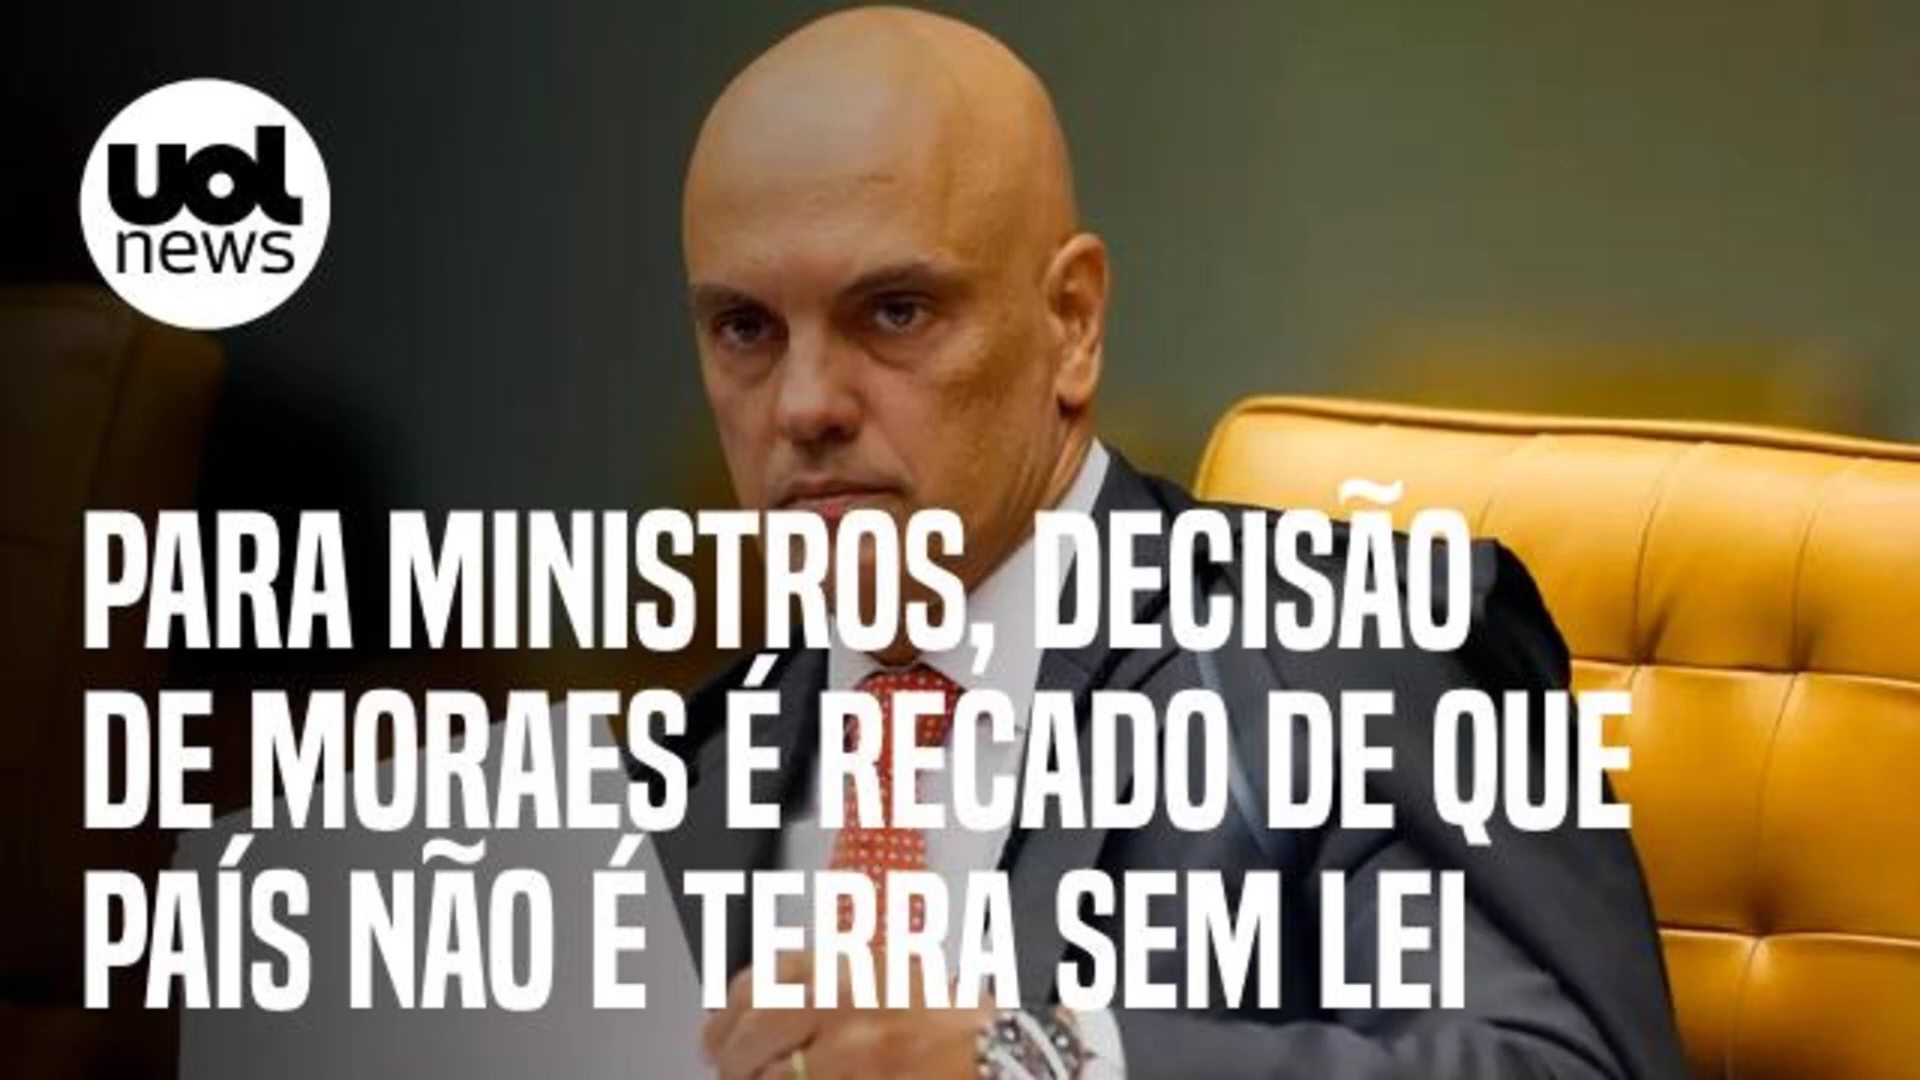 uol
news
PARA MINISTROS, DECISÃO
DE MORAES É RECADO DE QUE
PAÍS NÃO É TERRA SEM LEI